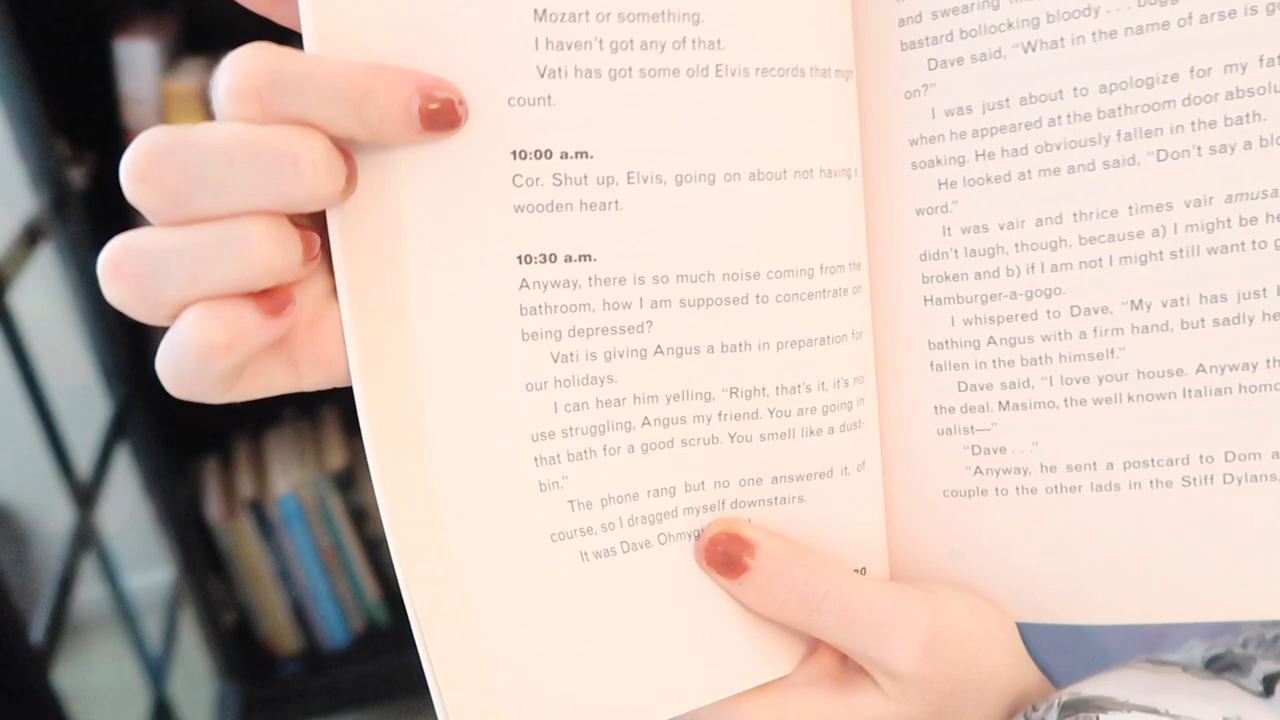 Mozart or something.
I haven't got any of that.
Vati has got some old Elvis records that might
count.
10:00 a.m.
Cor. Shut up, Elvis, going on about not having a
wooden heart.
10:30 a.m.
Anyway, there is so much noise coming from the
bathroom, how I am supposed to concentrate on
being depressed?
Vati is giving Angus a bath in preparation for
our holidays.
I can hear him yelling, "Right, that's it, it's no
use struggling, Angus my friend. You are going in
that bath for a good scrub. You smell like a dust-
bin."
The phone rang but no one answered it, of
course, so I dragged myself downstairs.
It was Dave.
and swearing
bastard bollocking bloody . . .
Dave said, "What in the name of arse is
on?"
I was just about to apologize for my
when he appeared at the bathroom door
soaking. He had obviously fallen in the bath.
He looked at me and said, "Don't say a
word."
It was vair and thrice times vair
didn't laugh, though, because a) I might be
broken and b) if I am not I might still want to
Hamburger-a-gogo.
I whispered to Dave, "My vati has just
bathing Angus with a firm hand, but sadly
fallen in the bath himself."
Dave said, "I love your house. Anyway
the deal. Masimo, the well known Italian
ualist—"
"Dave . . ."
"Anyway, he sent a postcard to Dom
couple to the other lads in the Stiff Dylans,